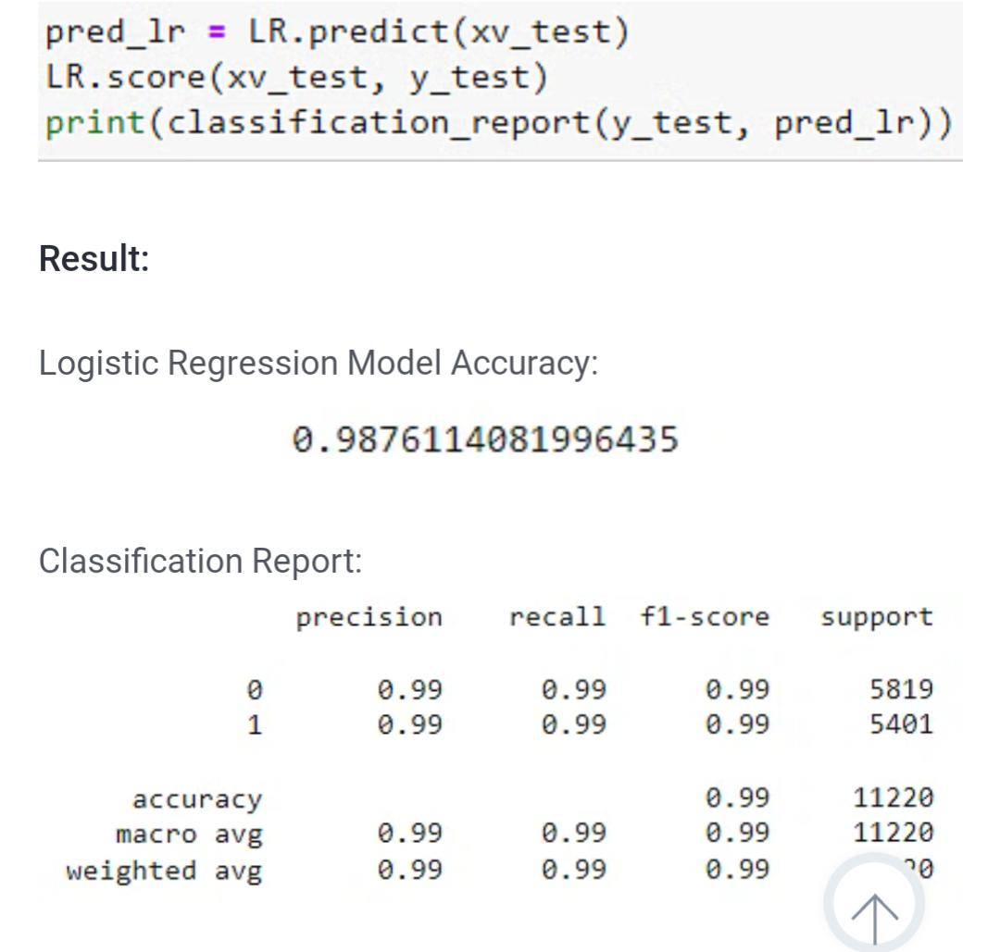 pred_lr = LR.predict(xv_test)
LR.score(xv_test, y_test)
print(classification_report(y_test, pred_lr))
Result:
Logistic Regression Model Accuracy:
0.9876114081996435
Classification Report:
precision recall f1-score support
0 0.99 0.99 0.99 5819
1 0.99 0.99 0.99 5401
accuracy 0.99 11220
macro avg 0.99 0.99 0.99 11220
weighted avg 0.99 0.99 0.99